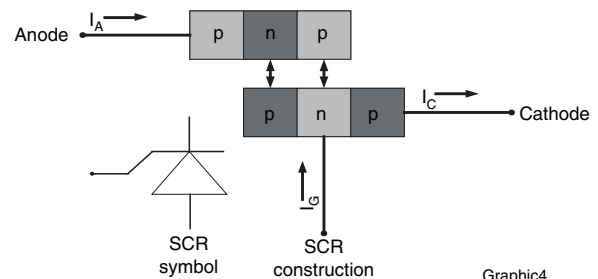 I_A
Anode
p n p
p n p
I_C
Cathode
I_G
SCR
symbol
SCR
construction
Graphic4